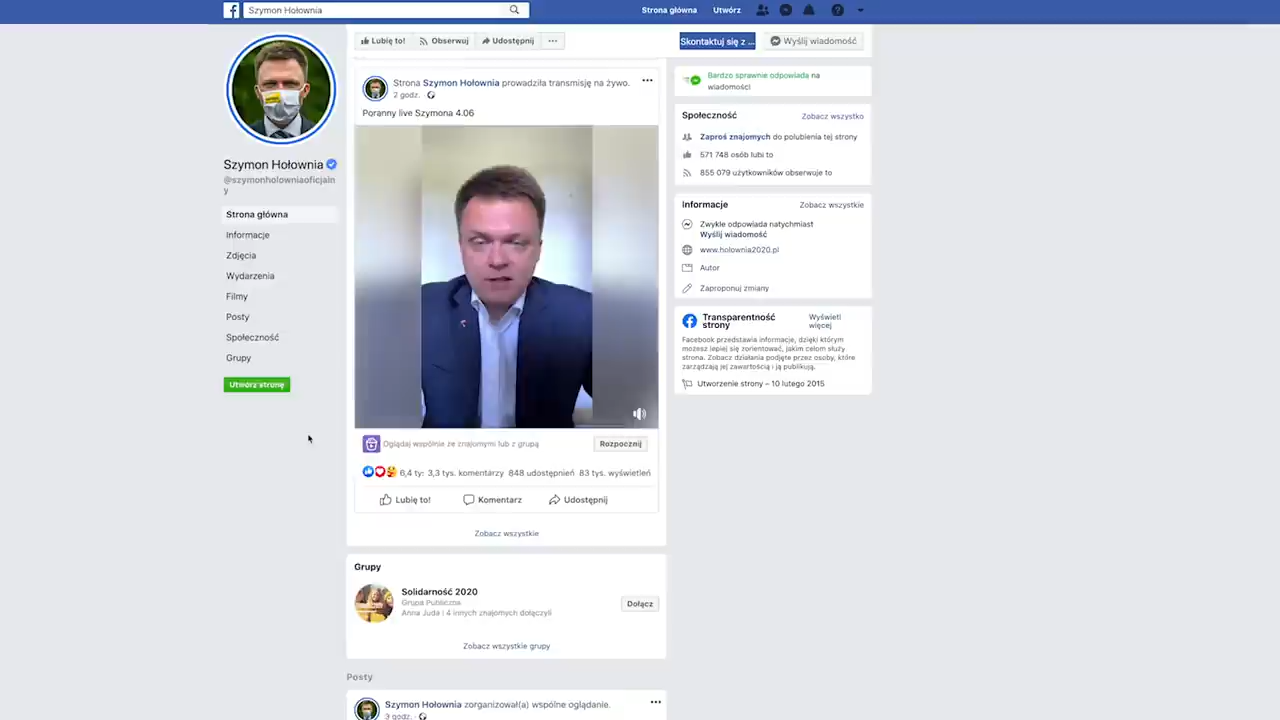 Szymon Hołownia
Strona główna
Utwórz
Szymon Hołownia
@szymonholowniaoficjaln
y
Strona główna
Informacje
Zdjęcia
Wydarzenia
Filmy
Posty
Społeczność
Grupy
Utwórz stronę
Lubię to!
Obserwuj
Udostępnij
Skontaktuj się z ...
Wyślij wiadomość
Strona Szymon Hołownia prowadziła transmisję na żywo.
2 godz.
Poranny live Szymona 4.06
Oglądaj wspólnie ze znajomymi lub z grupą
Rozpocznij
6,4 ty: 3,3 tys. komentarzy 848 udostępnień 83 tys. wyświetleń
Lubię to!
Komentarz
Udostępnij
Zobacz wszystkie
Grupy
Solidarność 2020
Grupa Publiczna
Anna Juda i 4 innych znajomych dołączyli
Dołącz
Zobacz wszystkie grupy
Posty
Szymon Hołownia zorganizował(a) wspólne oglądanie.
3 godz.
Bardzo sprawnie odpowiada na
wiadomości
Społeczność
Zobacz wszystko
Zaproś znajomych do polubienia tej strony
571 748 osób lubi to
855 079 użytkowników obserwuje to
Informacje
Zobacz wszystkie
Zwykle odpowiada natychmiast
Wyślij wiadomość
www.holownia2020.pl
Autor
Zaproponuj zmiany
Transparentność
strony
Wyświetl
więcej
Facebook przedstawia informacje, dzięki którym
możesz lepiej się zorientować, jakim celom służy
strona. Zobacz działania podjęte przez osoby, które
zarządzają jej zawartością i ją publikują.
Utworzenie strony – 10 lutego 2015